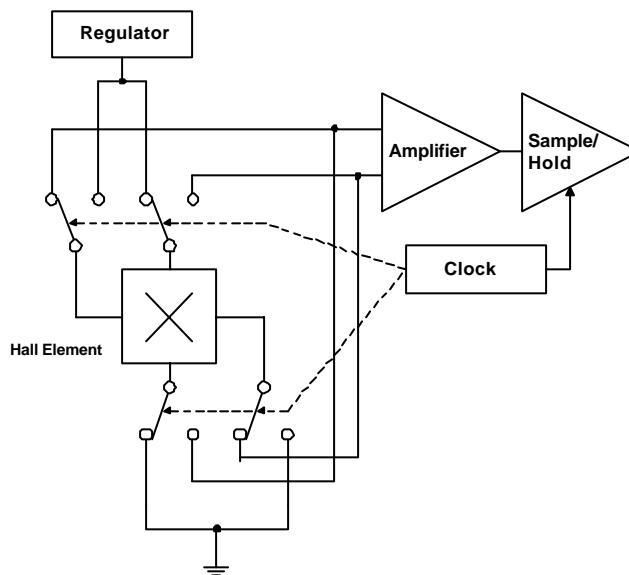 Regulator
Amplifier
Sample/
Hold
Clock
Hall Element